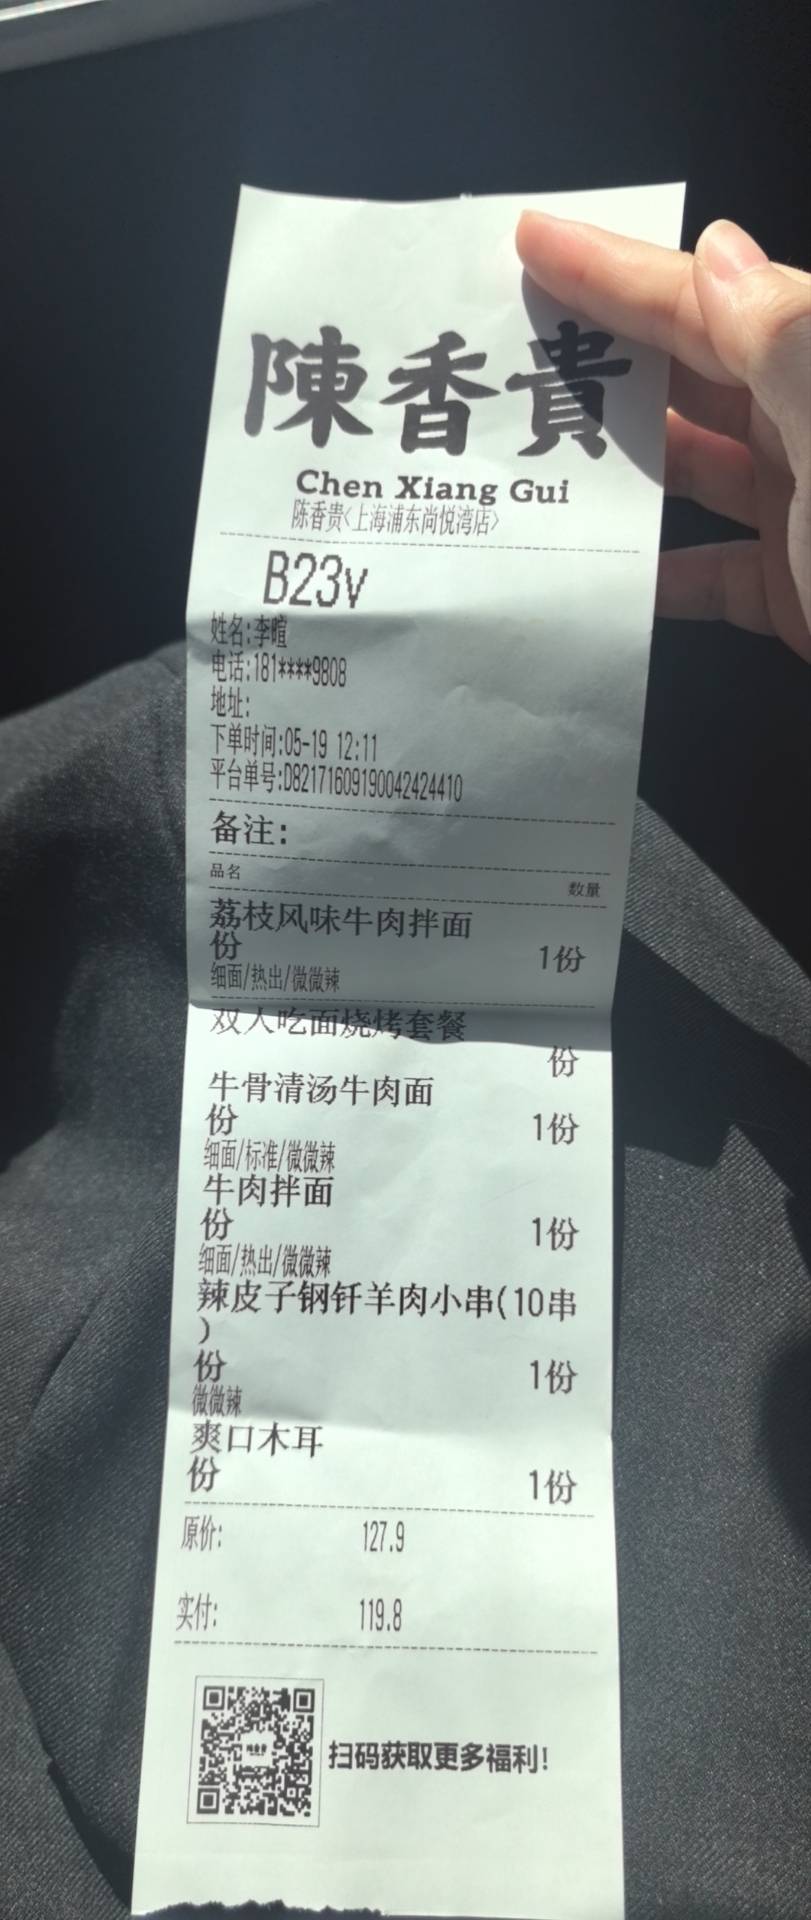 陳香貴
Chen Xiang Gui
陈香贵<上海浦东尚悦湾店>
B23v
姓名:李暄
电话:181****9808
地址:
下单时间:05-19 12:11
平台单号:D82171609190042424410
备注:
品名 数量
荔枝风味牛肉拌面
份 1份
细面/热出/微微辣
双人吃面烧烤套餐
份
牛骨清汤牛肉面
份 1份
细面/标准/微微辣
牛肉拌面
份 1份
细面/热出/微微辣
辣皮子钢钎羊肉小串(10串
)
份 1份
微微辣
爽口木耳
份 1份
原价: 127.9
实付: 119.8
扫码获取更多福利!